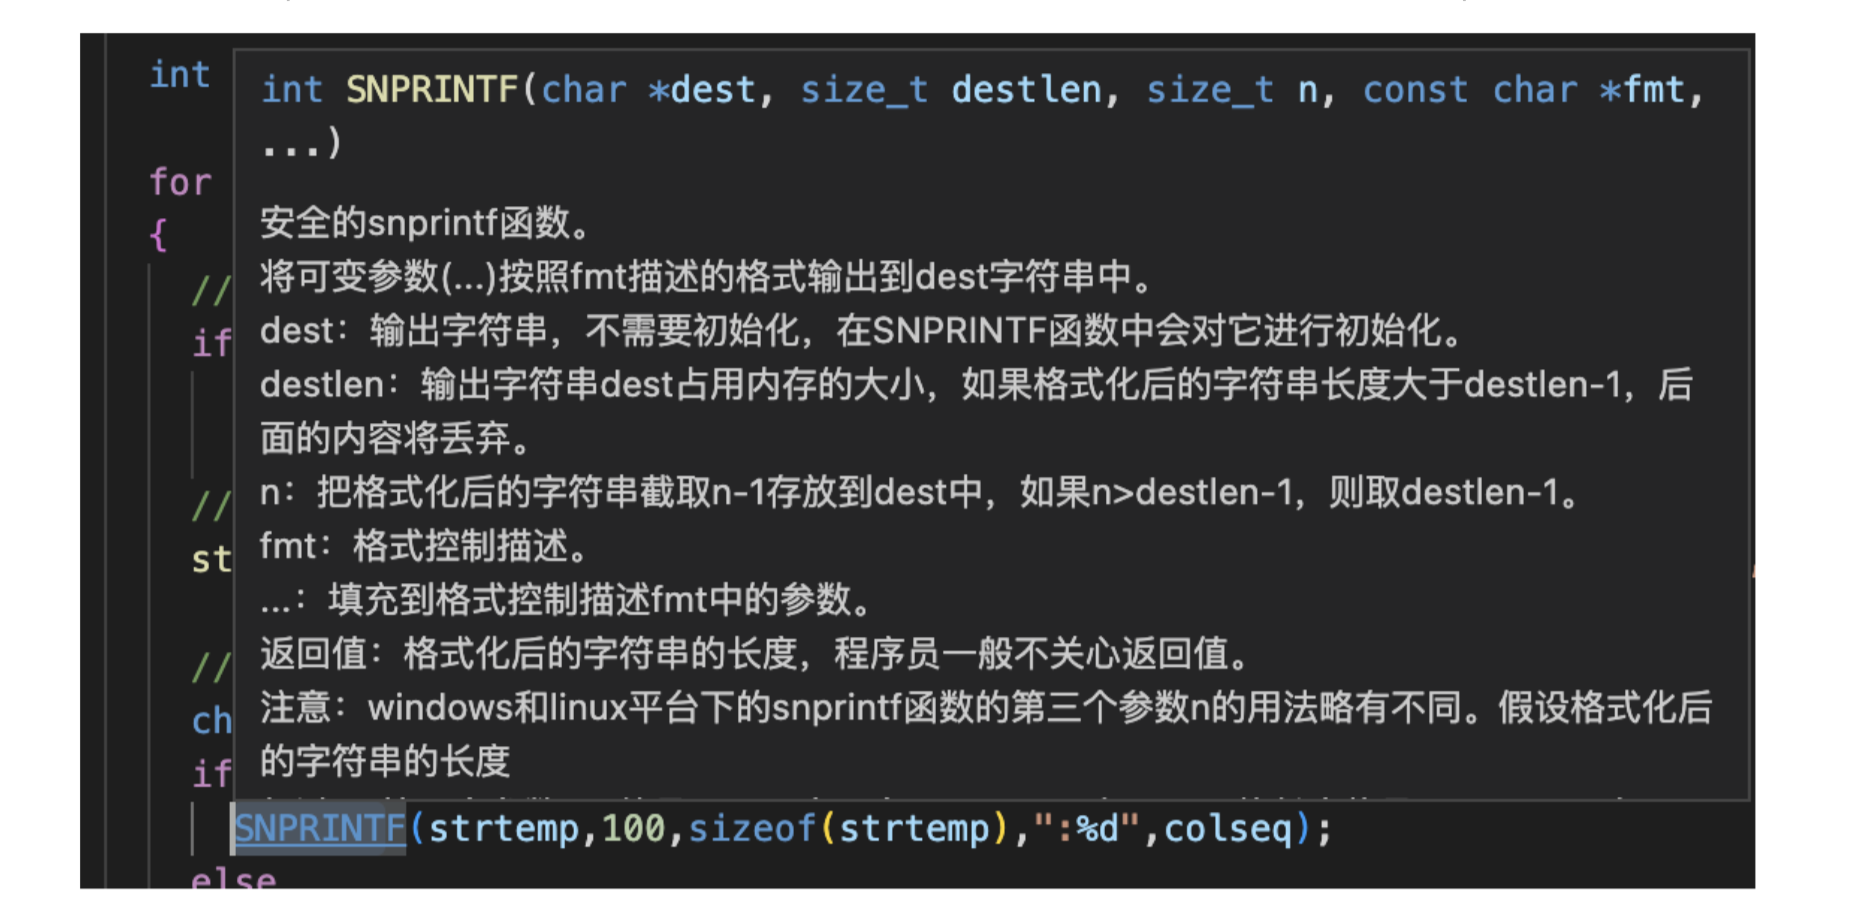 int
int SNPRINTF(char *dest, size_t destlen, size_t n, const char *fmt,
...)
for
安全的snprintf函数。
{
将可变参数(...)按照fmt描述的格式输出到dest字符串中。
//
dest：输出字符串，不需要初始化，在SNPRINTF函数中会对它进行初始化。
if
destlen：输出字符串dest占用内存的大小，如果格式化后的字符串长度大于destlen-1，后
面的内容将丢弃。
n：把格式化后的字符串截取n-1存放到dest中，如果n>destlen-1，则取destlen-1。
//
fmt：格式控制描述。
st
...：填充到格式控制描述fmt中的参数。
返回值：格式化后的字符串的长度，程序员一般不关心返回值。
//
注意：windows和linux平台下的snprintf函数的第三个参数n的用法略有不同。假设格式化后
ch
的字符串的长度
if
SNPRINTF(strtemp,100,sizeof(strtemp),":%d",colseq);
else